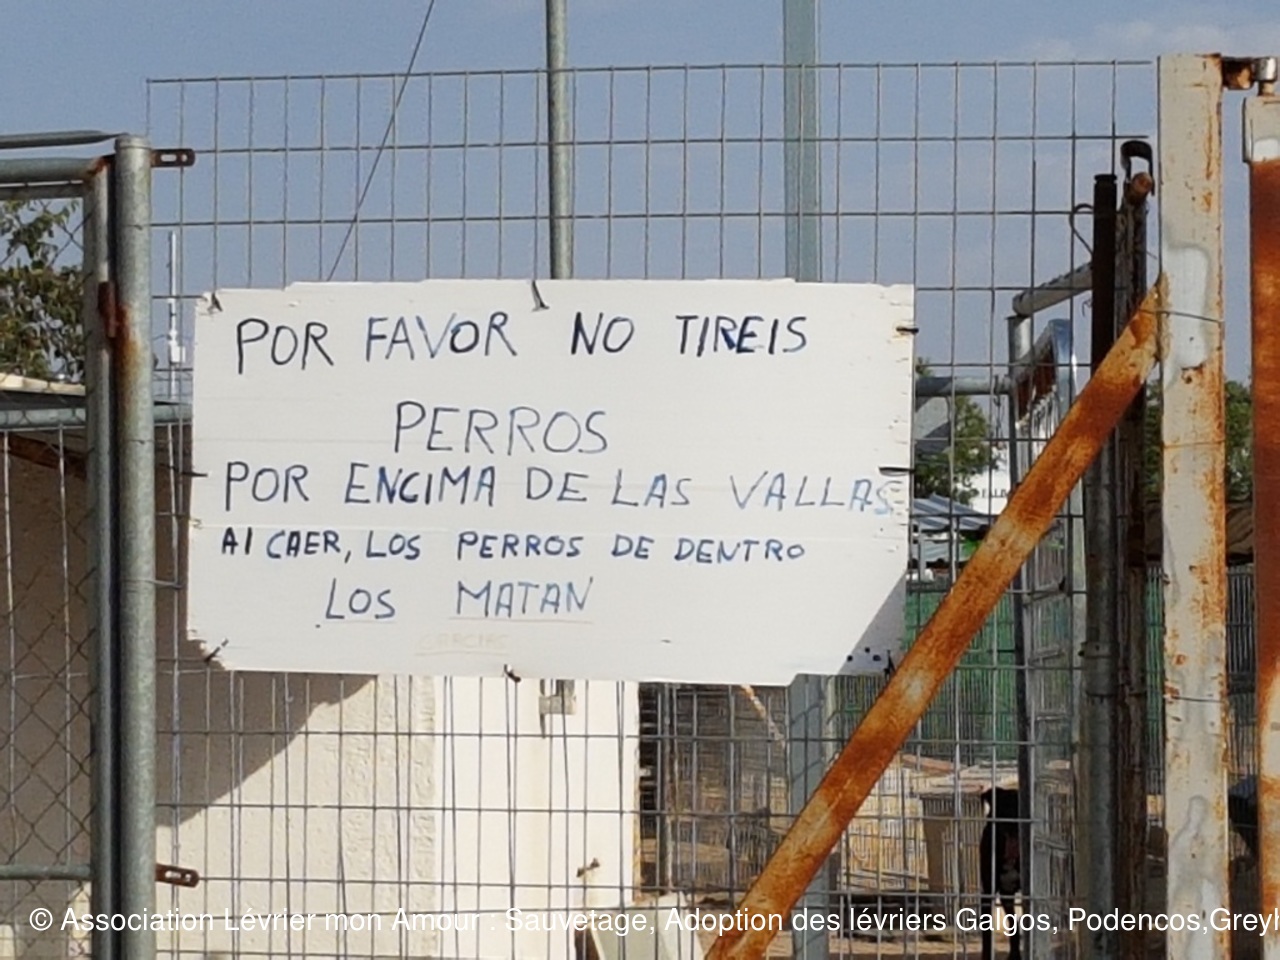 POR FAVOR NO TIREIS
PERROS
POR ENCIMA DE LAS VALLAS
Al CAER, LOS PERROS DE DENTRO
LOS MATAN
GRACIAS
© Association Lévrier mon Amour : Sauvetage, Adoption des lévriers Galgos, Podencos,Greyh